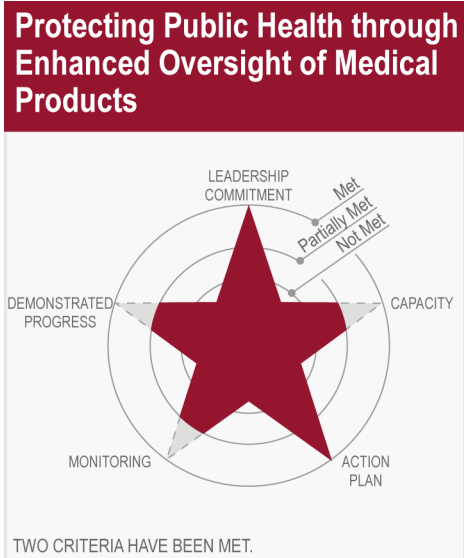 Protecting Public Health through
Enhanced Oversight of Medical
Products
LEADERSHIP
COMMITMENT
Met
Partially Met
Not Met
DEMONSTRATED
PROGRESS
CAPACITY
MONITORING
ACTION
PLAN
TWO CRITERIA HAVE BEEN MET.